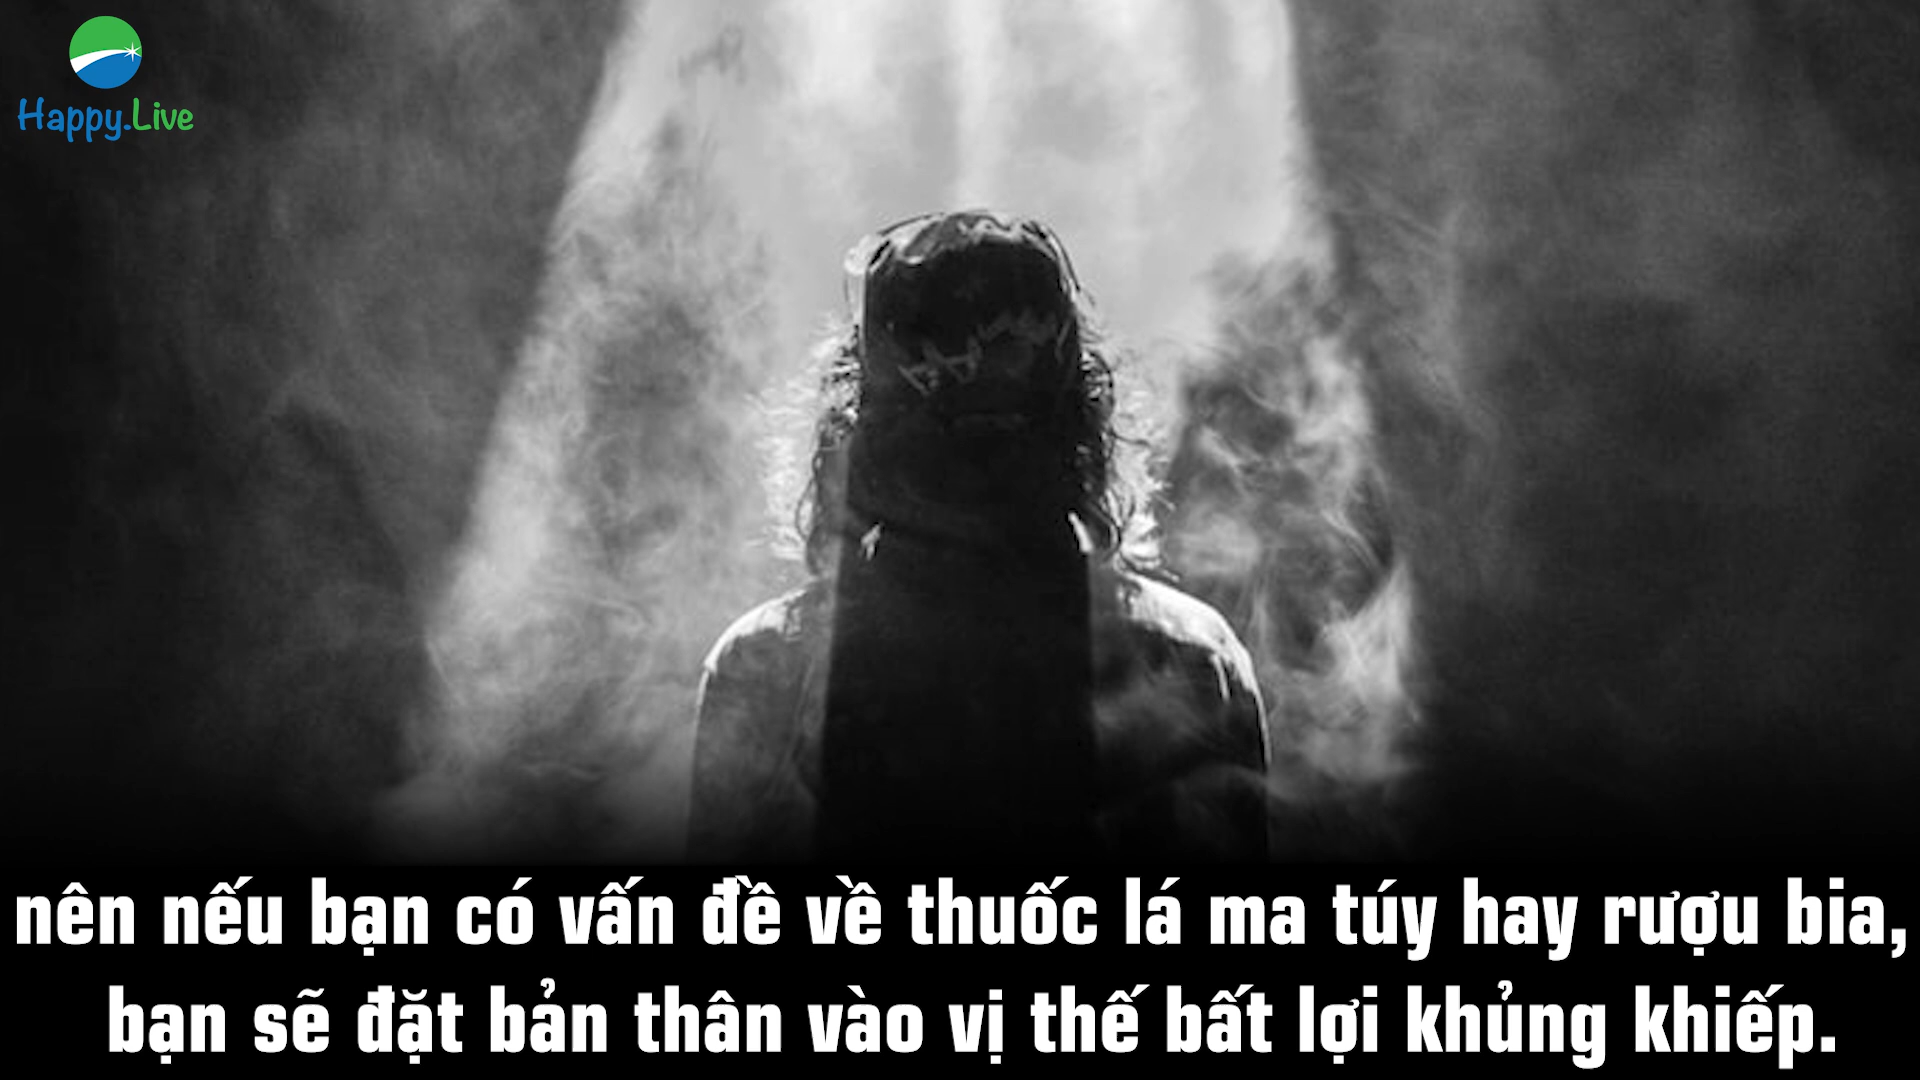 Happy.Live
nên nếu bạn có vấn đề về thuốc lá ma túy hay rượu bia,
bạn sẽ đặt bản thân vào vị thế bất lợi khủng khiếp.